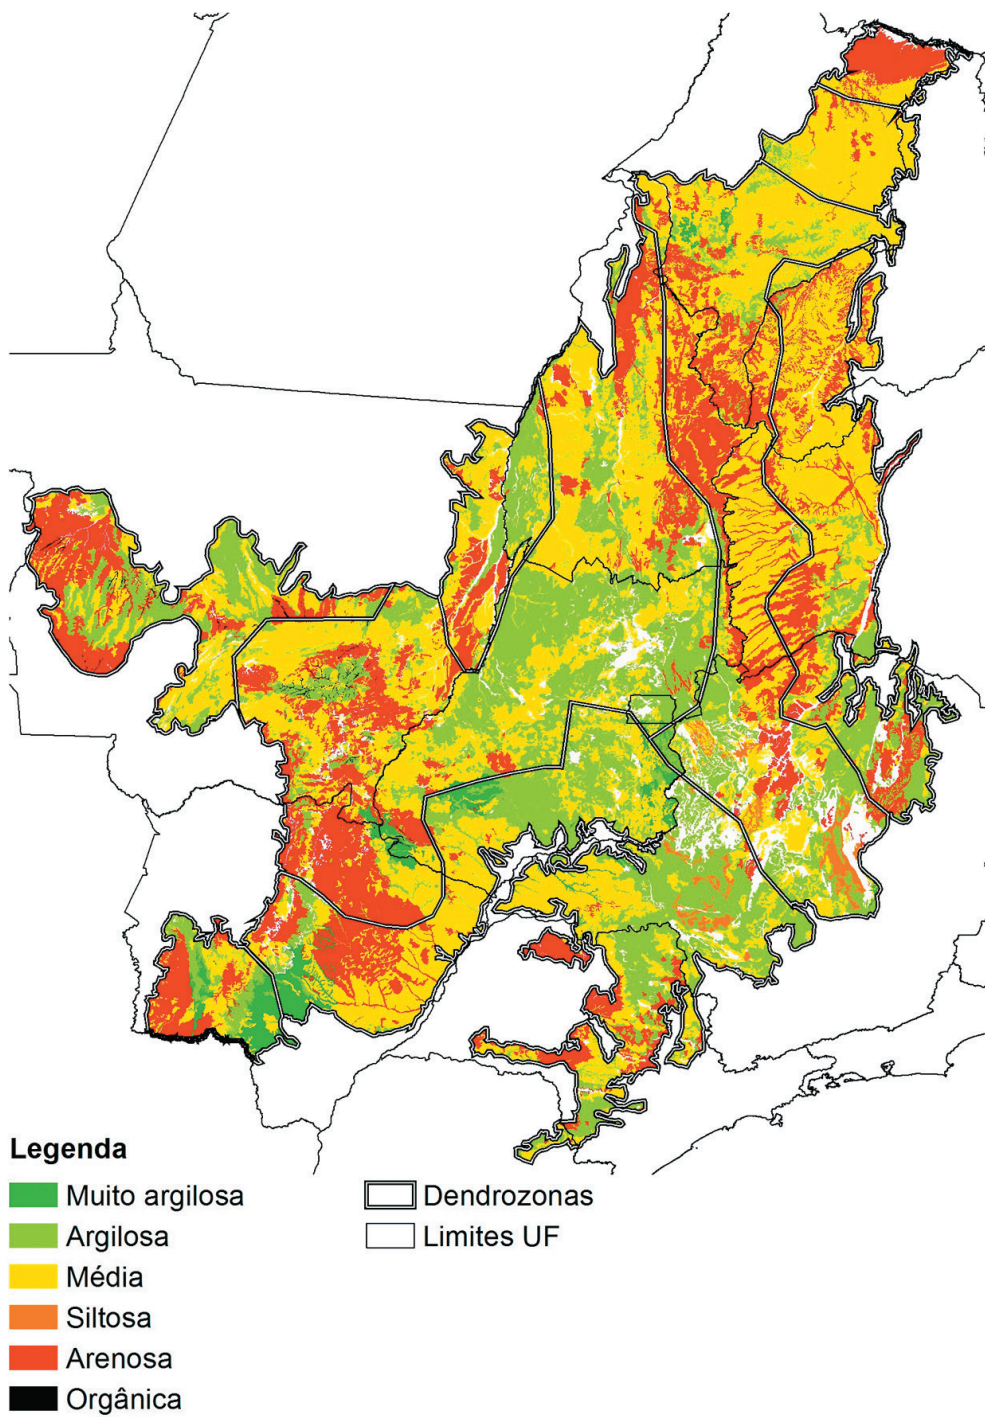 Legenda
Muito argilosa
Argilosa
Média
Siltosa
Arenosa
Orgânica
Dendrozonas
Limites UF